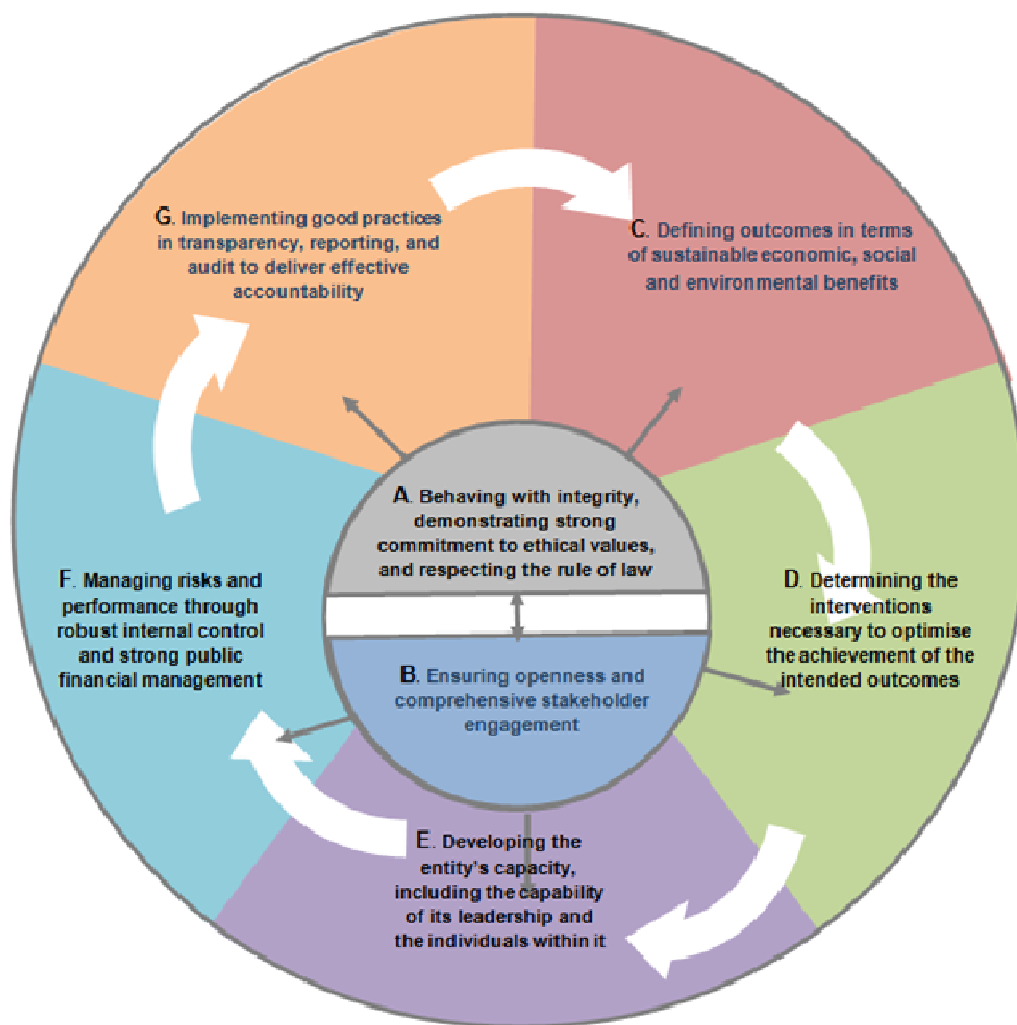 G. Implementing good practices
in transparency, reporting, and
audit to deliver effective
accountability
C. Defining outcomes in terms
of sustainable economic, social
and environmental benefits
A. Behaving with integrity,
demonstrating strong
commitment to ethical values,
and respecting the rule of law
F. Managing risks and
performance through
robust internal control
and strong public
financial management
D. Determining the
interventions
necessary to optimise
the achievement of the
intended outcomes
B. Ensuring openness and
comprehensive stakeholder
engagement
E. Developing the
entity's capacity,
including the capability
of its leadership and
the individuals within it